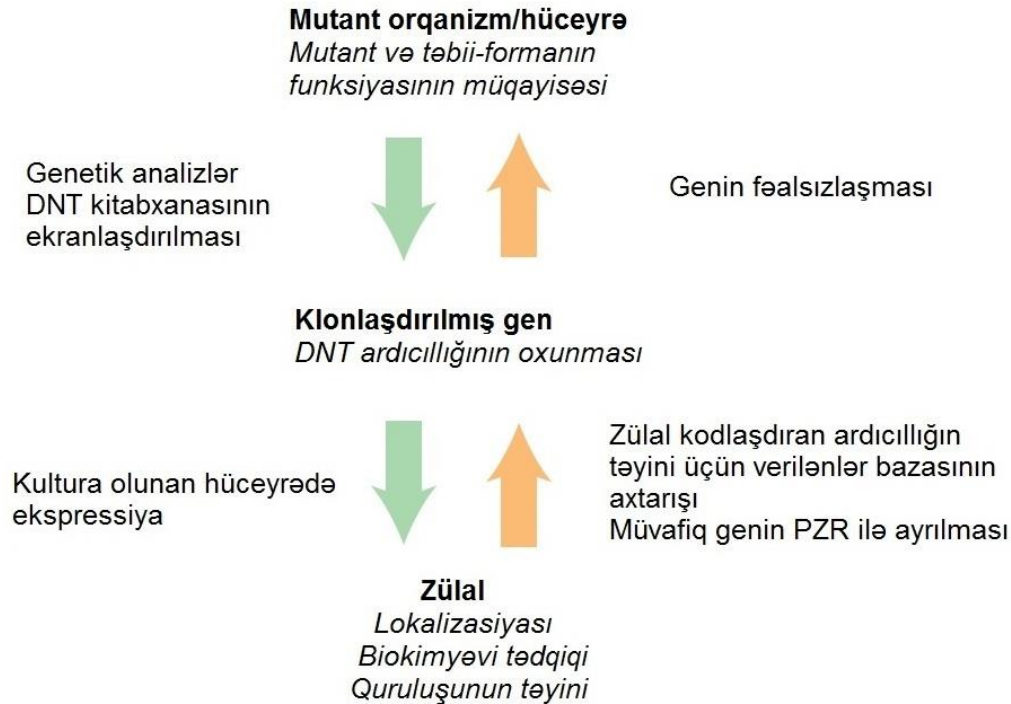 Mutant orqanizm/hüceyrə
Mutant və təbii-formanın
funksiyasının müqayisəsi
Genetik analizlər
DNT kitabxanasının
ekranlaşdırılması
Genin fəalsızlaşması
Klonlaşdırılmış gen
DNT ardıcıllığının oxunması
Kultura olunan hüceyrədə
ekspressiya
Zülal kodlaşdıran ardıcıllığın
təyini üçün verilənlər bazasının
axtarışı
Müvafiq genin PZR ilə ayrılması
Zülal
Lokalizasiyası
Biokimyəvi tədqiqi
Quruluşunun təyini